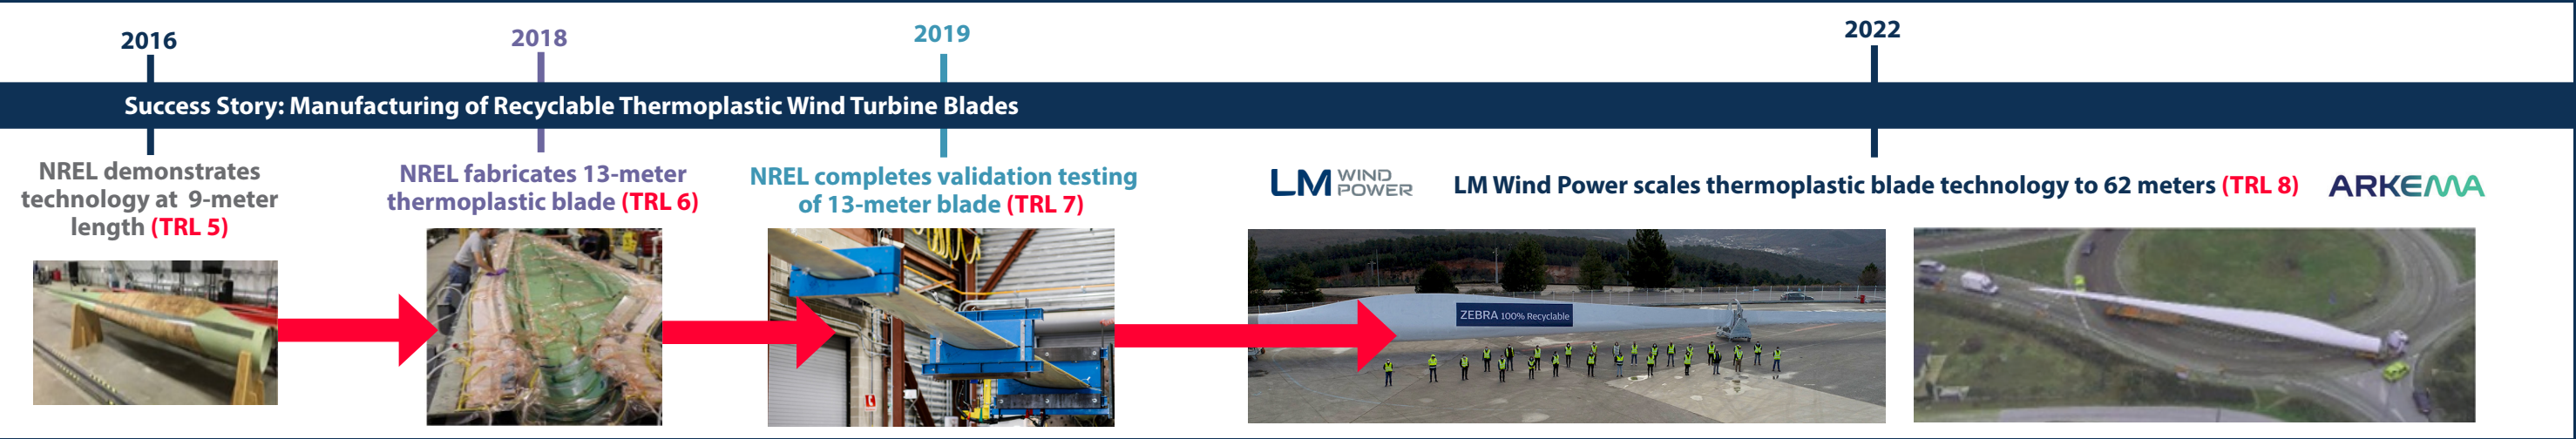 2016
2018
2019
2022
Success Story: Manufacturing of Recyclable Thermoplastic Wind Turbine Blades
NREL demonstrates
technology at 9-meter
length (TRL 5)
NREL fabricates 13-meter
thermoplastic blade (TRL 6)
NREL completes validation testing
of 13-meter blade (TRL 7)
LM WIND
POWER
LM Wind Power scales thermoplastic blade technology to 62 meters (TRL 8)
ARKEMA
ZEBRA 100% Recyclable